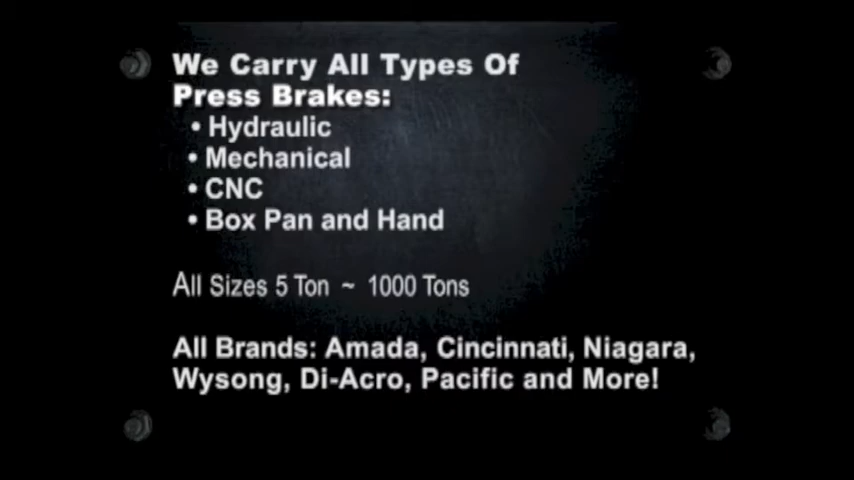 We Carry All Types Of
Press Brakes:
• Hydraulic
• Mechanical
• CNC
• Box Pan and Hand
All Sizes 5 Ton ~ 1000 Tons
All Brands: Amada, Cincinnati, Niagara,
Wysong, Di-Acro, Pacific and More!